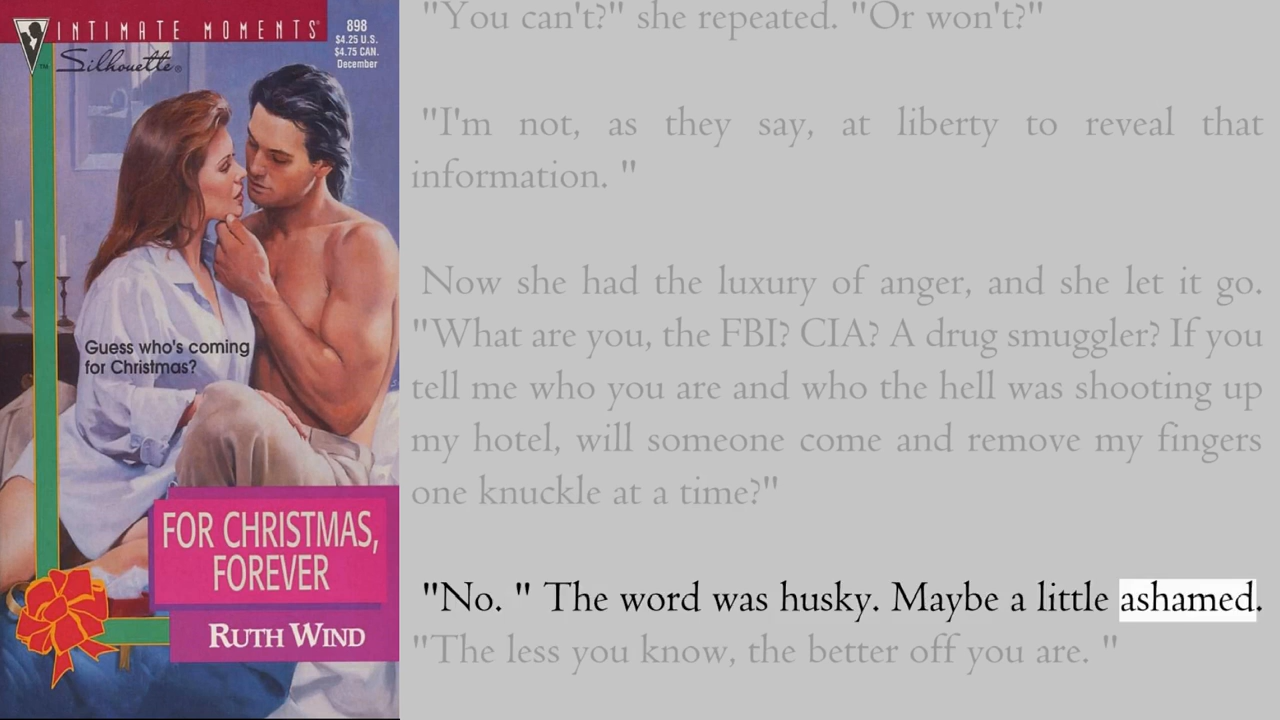 INTIMATE MOMENTS®
Silhouette®
TM
898
$4.25 U.S.
$4.75 CAN.
December
Guess who's coming
for Christmas?
FOR CHRISTMAS,
FOREVER
RUTH WIND
"You can't?" she repeated. "Or won't?"
"I'm not, as they say, at liberty to reveal that
information. "
Now she had the luxury of anger, and she let it go.
"What are you, the FBI? CIA? A drug smuggler? If you
tell me who you are and who the hell was shooting up
my hotel, will someone come and remove my fingers
one knuckle at a time?"
"No. " The word was husky. Maybe a little ashamed.
"The less you know, the better off you are. "